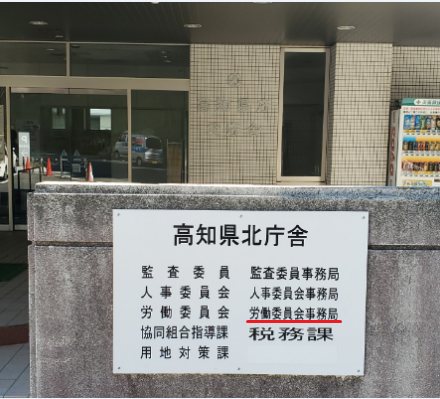 高知県北庁舎
監査委員 監査委員事務局
人事委員会 人事委員会事務局
労働委員会 労働委員会事務局
協同組合指導課 税務課
用地対策課